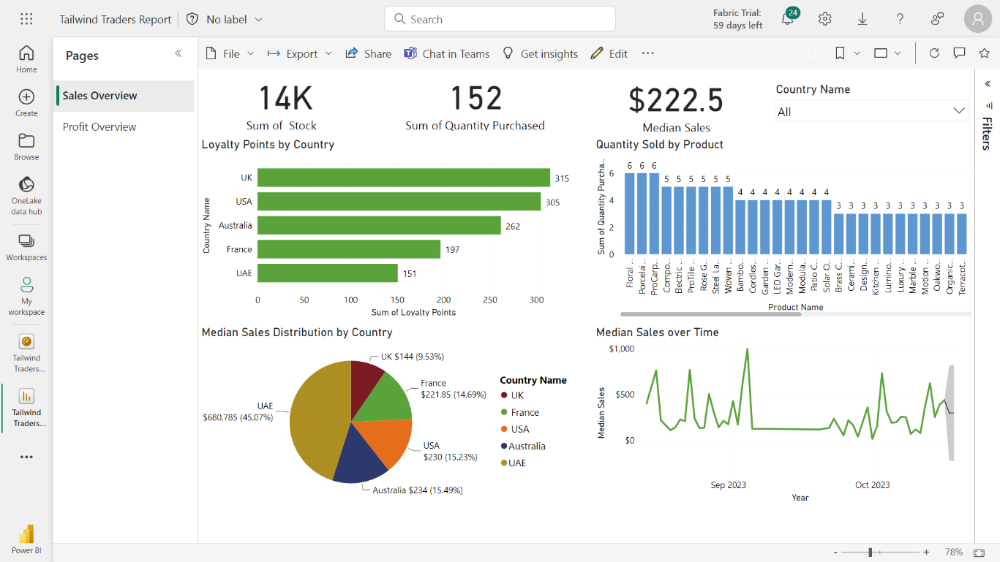 Tailwind Traders Report
No label
Search
Fabric Trial:
59 days left
24
Home
Create
Browse
OneLake
data hub
Workspaces
My
workspace
Tailwind
Traders...
Tailwind
Traders...
Power BI
Pages
Sales Overview
Profit Overview
File
Export
Share
Chat in Teams
Get insights
Edit
14K
Sum of Stock
152
Sum of Quantity Purchased
$222.5
Median Sales
Country Name
All
Filters
Loyalty Points by Country
Country Name
UK 315
USA 305
Australia 262
France 197
UAE 151
0 50 100 150 200 250 300
Sum of Loyalty Points
Quantity Sold by Product
Sum of Quantity Purcha...
6
4
2
0
6 6 6 5 5 5 5 5 5 4 4 4 4 4 4 4 4 3 3 3 3 3 3 3 3 3 3 3
Floral ...
Porcelai...
ProCarp...
Compo...
Electric ...
ProTile ...
Rose G...
Steel La...
Woven ...
Bambo...
Cordles...
Garden ...
LED Gar...
Modern...
Modula...
Patio C...
Solar O...
Brass C...
Cerami...
Design...
Kitchen ...
Lumino...
Luxury ...
Marble ...
Motion ...
Oakwo...
Organic...
Terracot...
Product Name
Median Sales Distribution by Country
UK $144 (9.53%)
France
$221.85 (14.69%)
USA
$230 (15.23%)
Australia $234 (15.49%)
UAE
$680.785 (45.07%)
Country Name
UK
France
USA
Australia
UAE
Median Sales over Time
Median Sales
$1,000
$500
$0
Sep 2023
Oct 2023
Year
- + 78%